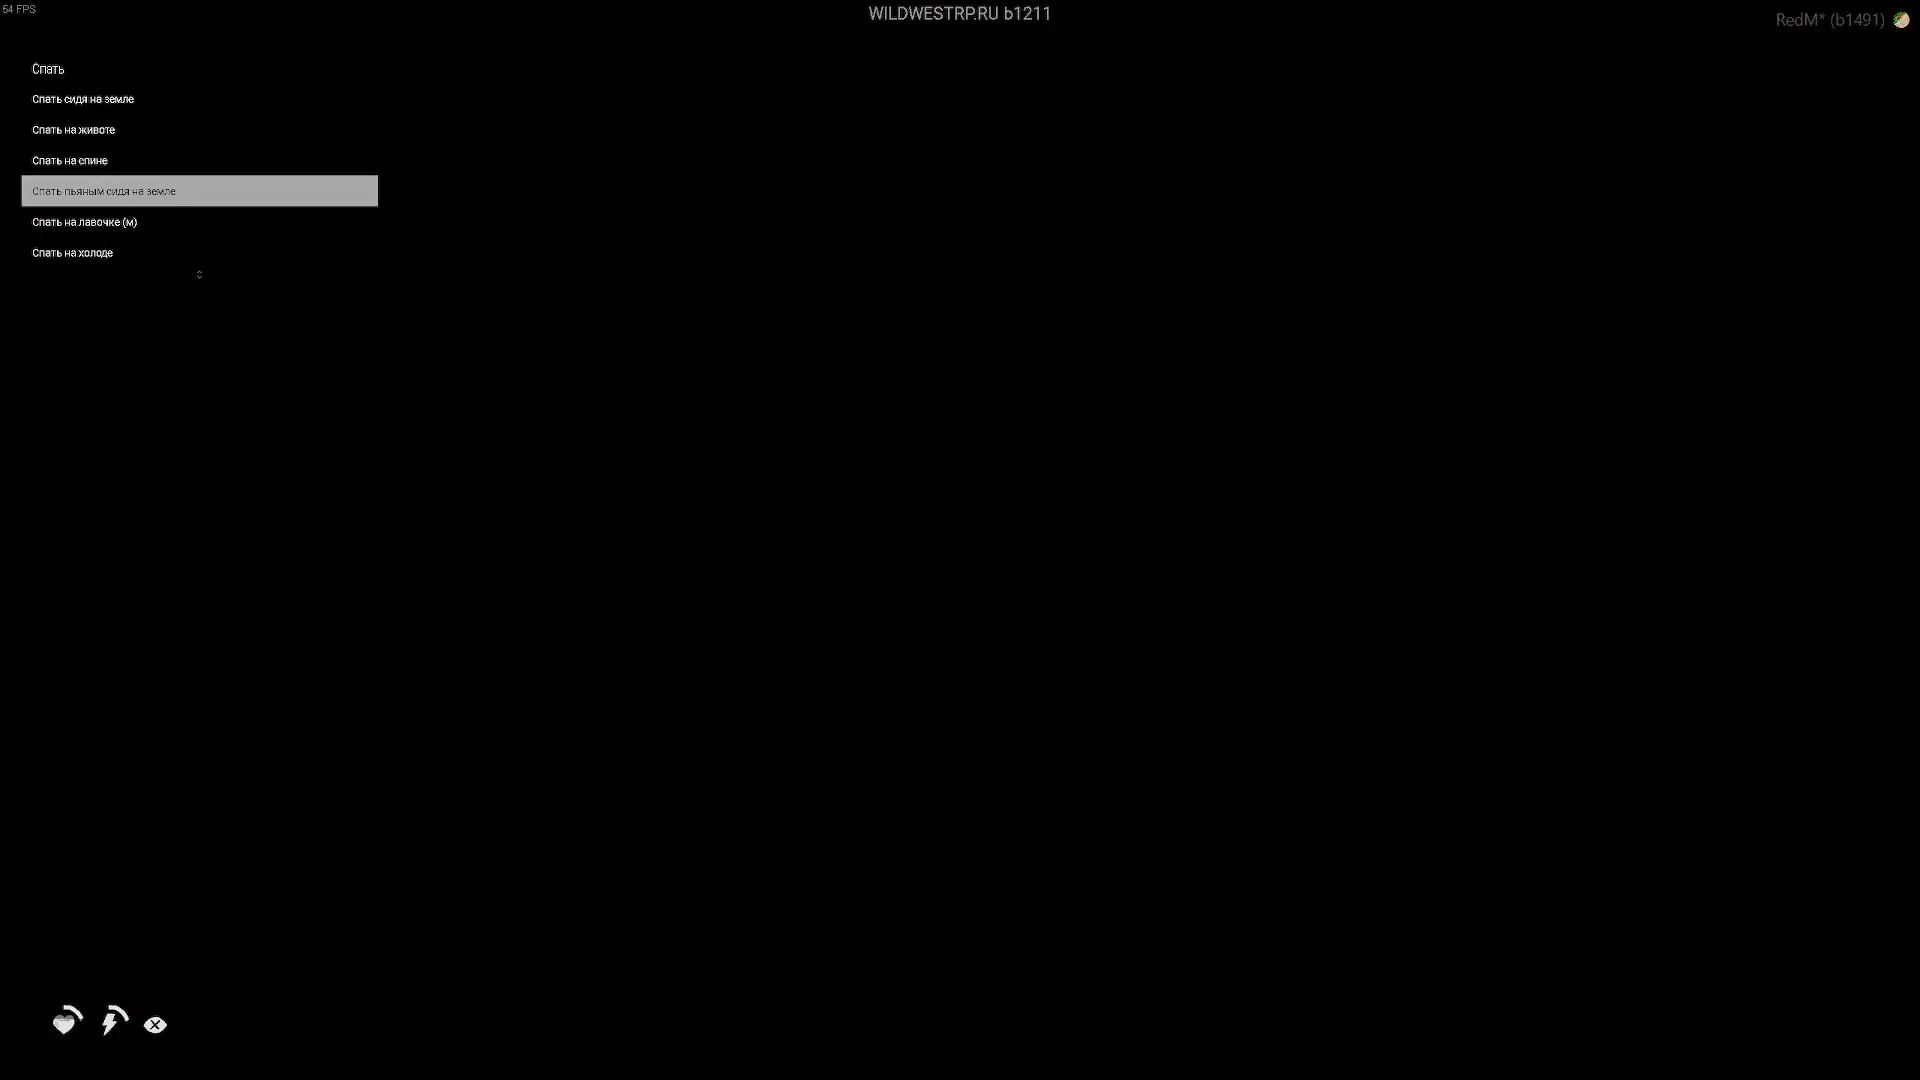 54 FPS
WILDWESTRP.RU b1211
RedM* (b1491)
Спать
Спать сидя на земле
Спать на животе
Спать на спине
Спать пьяным сидя на земле
Спать на лавочке (м)
Спать на холоде